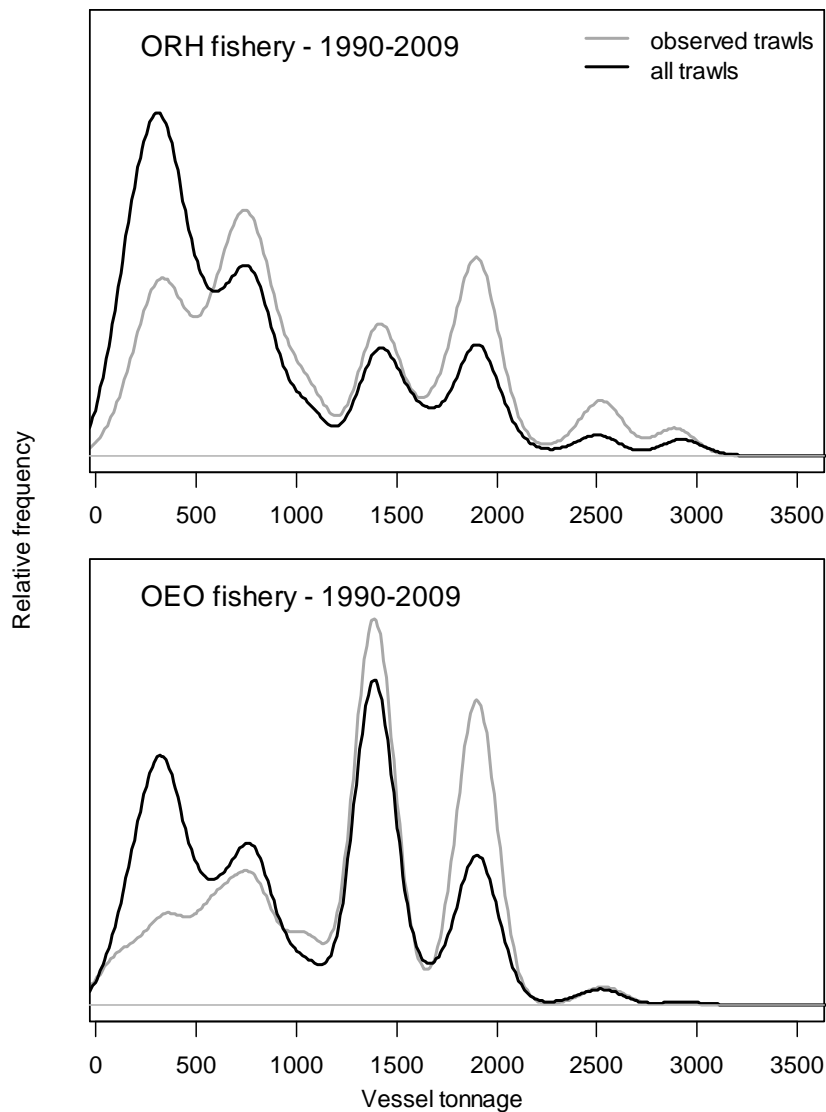 ORH fishery - 1990-2009
observed trawls
all trawls
0 500 1000 1500 2000 2500 3000 3500
Relative frequency
OEO fishery - 1990-2009
0 500 1000 1500 2000 2500 3000 3500
Vessel tonnage